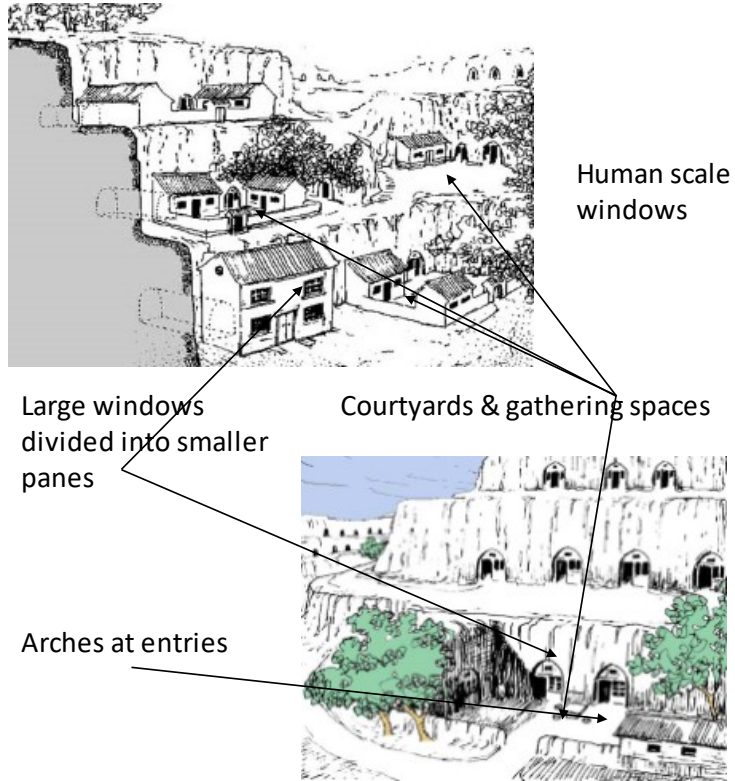 Human scale
windows
Large windows
divided into smaller
panes
Courtyards & gathering spaces
Arches at entries